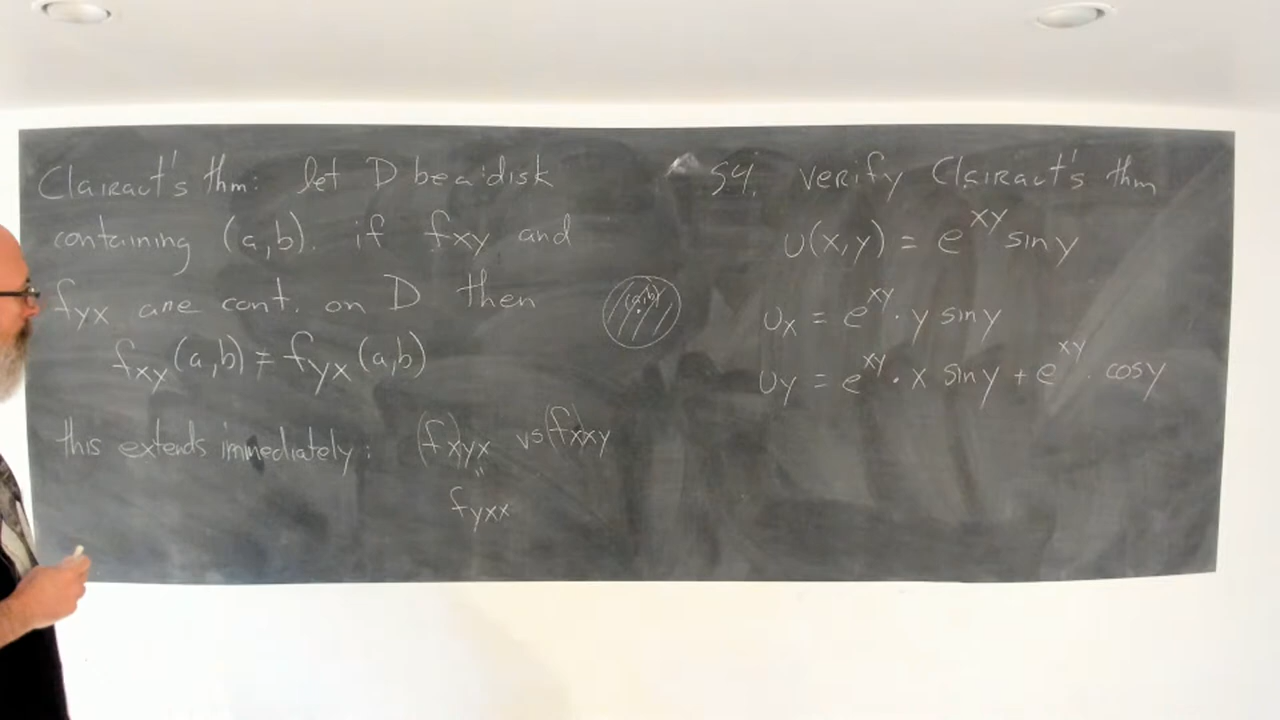 Clairaut's thm: let D be a disk
containing (a,b). if fxy and
fyx are cont. on D then
fxy(a,b) = fyx(a,b)
(a,b)
this extends immediately: (f)xyx vs (f)xxy
"
fyxx
54. verify Clairaut's thm
u(x,y) = e^xy sin y
ux = e^xy · y sin y
uy = e^xy · x sin y + e^xy · cos y